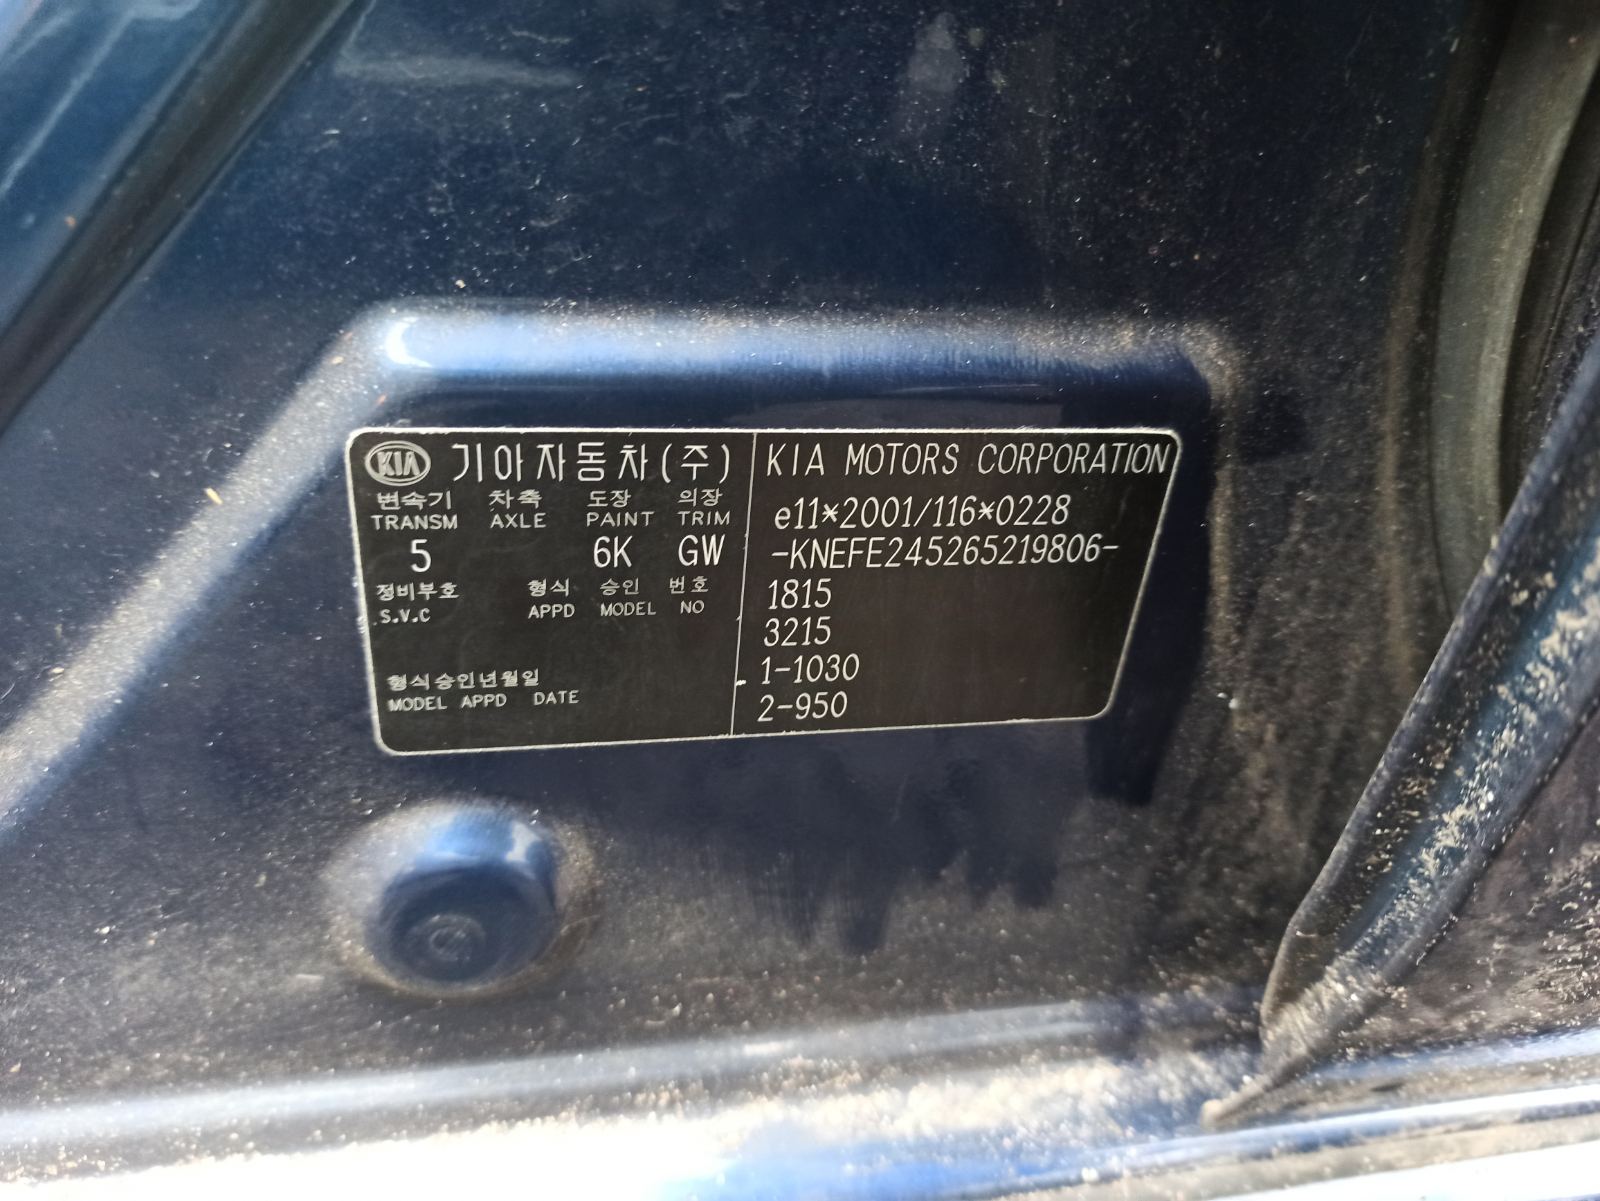 KIA 기아자동차(주) KIA MOTORS CORPORATION
변속기 차축 도장 의장
TRANSM AXLE PAINT TRIM
5 6K GW
정비부호 형식 승인 번호
S.V.C APPD MODEL NO
형식승인년월일
MODEL APPD DATE
e11*2001/116*0228
-KNEFE245265219806-
1815
3215
1-1030
2-950